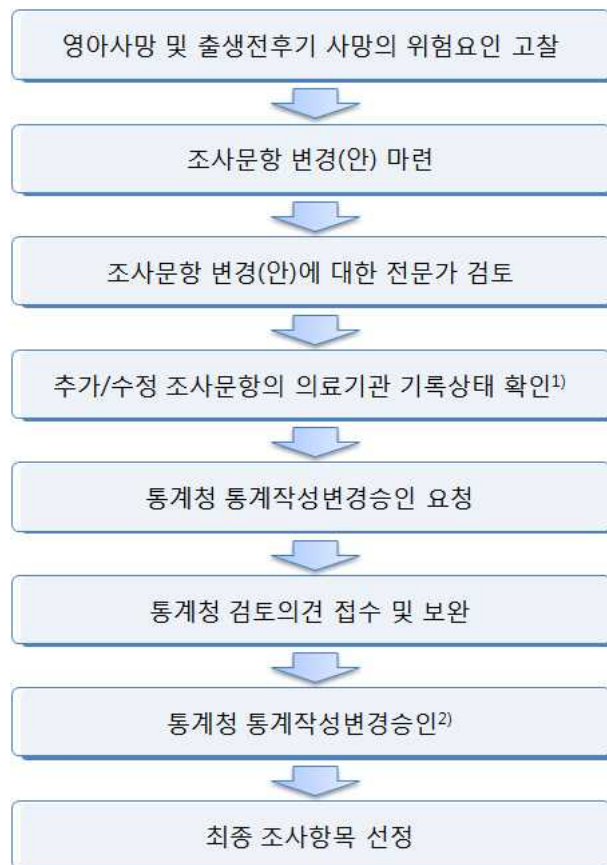 영아사망 및 출생전후기 사망의 위험요인 고찰
조사문항 변경(안) 마련
조사문항 변경(안)에 대한 전문가 검토
추가/수정 조사문항의 의료기관 기록상태 확인1)
통계청 통계작성변경승인 요청
통계청 검토의견 접수 및 보완
통계청 통계작성변경승인2)
최종 조사항목 선정